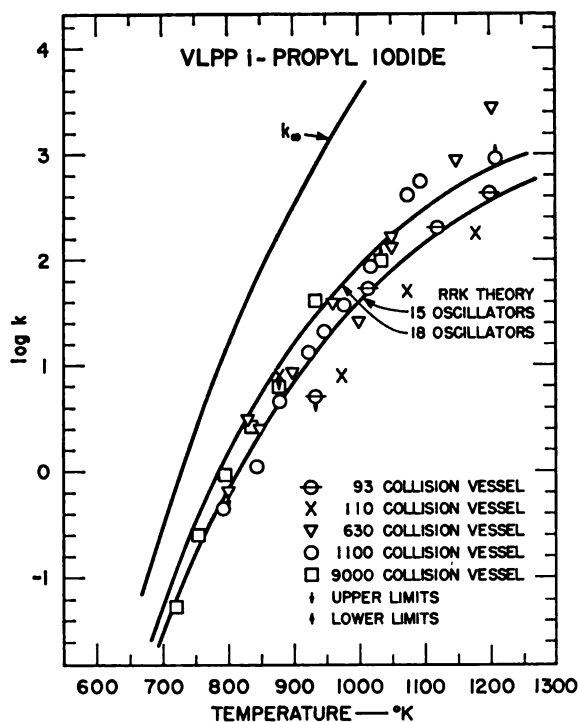 VLPP i-PROPYL IODIDE
k∞
4
3
2
1
0
-1
log k
RRK THEORY
15 OSCILLATORS
18 OSCILLATORS
93 COLLISION VESSEL
110 COLLISION VESSEL
630 COLLISION VESSEL
1100 COLLISION VESSEL
9000 COLLISION VESSEL
UPPER LIMITS
LOWER LIMITS
600 700 800 900 1000 1100 1200 1300
TEMPERATURE — °K